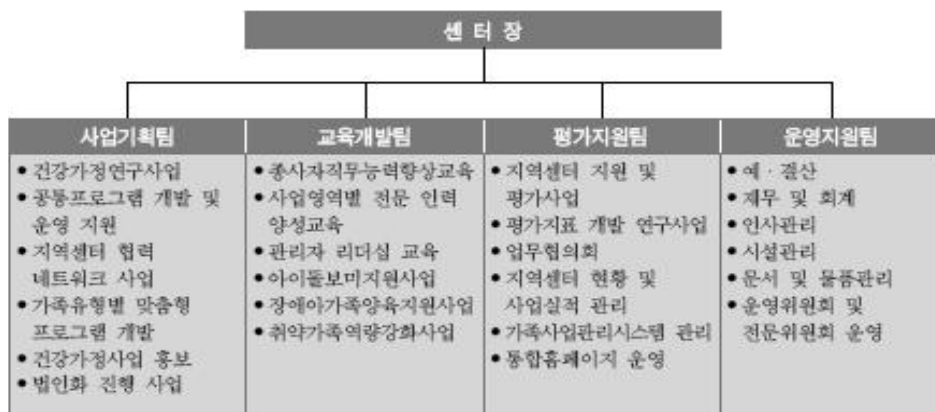 센 터 장
사업기획팀
• 건강가정연구사업
• 공통프로그램 개발 및
운영 지원
• 지역센터 협력
네트워크 사업
• 가족유형별 맞춤형
프로그램 개발
• 건강가정사업 홍보
• 법인화 진행 사업
교육개발팀
• 종사자직무능력향상교육
• 사업영역별 전문 인력
양성교육
• 관리자 리더십 교육
• 아이돌보미지원사업
• 장애아가족양육지원사업
• 취약가족역량강화사업
평가지원팀
• 지역센터 지원 및
평가사업
• 평가지표 개발 연구사업
• 업무협의회
• 지역센터 현황 및
사업실적 관리
• 가족사업관리시스템 관리
• 통합홈페이지 운영
운영지원팀
• 예 · 결산
• 재무 및 회계
• 인사관리
• 시설관리
• 문서 및 물품관리
• 운영위원회 및
전문위원회 운영